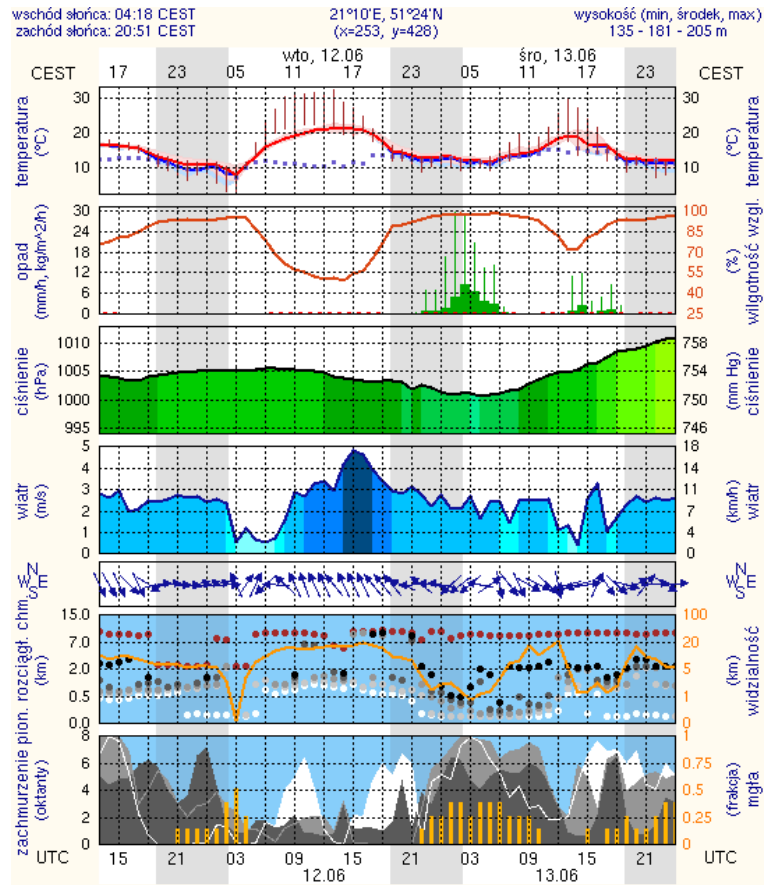 wschód słońca: 04:18 CEST 21°10'E, 51°24'N wysokość (min, środek, max)
zachód słońca: 20:51 CEST (x=253, y=428) 135 - 181 - 205 m
wto, 12.06 śro, 13.06
CEST 17 23 05 11 17 23 05 11 17 23 CEST
temperatura (°C) 30 20 10 30 20 10 (°C) temperatura
opad (mm/h, kg/m^2/h) 30 24 18 12 6 0 100 85 70 55 40 25 (%) wilgotność wzgl.
ciśnienie (hPa) 1010 1005 1000 995 758 754 750 746 (mm Hg) ciśnienie
wiatr (m/s) 5 4 3 2 1 0 18 14 11 7 4 0 (km/h) wiatr
N W E S N W E S
pion. rozciągł. chm. (km) 15.0 7.0 2.0 0.5 0.0 100 20 5 1 0 (km) widzialność
zachmurzenie (oktanty) 8 6 4 2 0 1 0.75 0.5 0.25 0 (frakcja) mgła
UTC 15 21 03 09 15 21 03 09 15 21 UTC
12.06 13.06